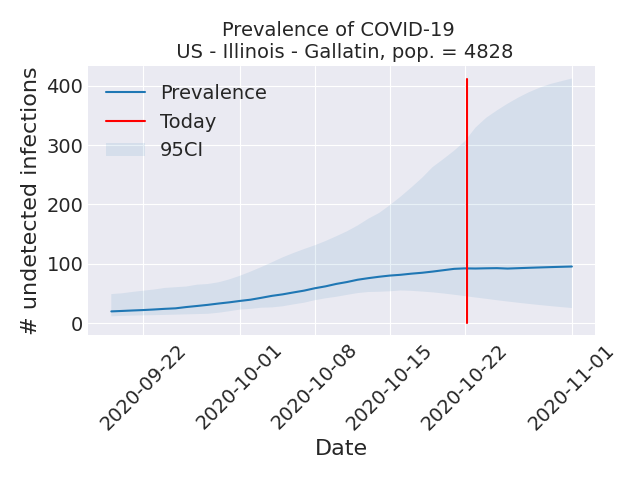 Prevalence of COVID-19
US - Illinois - Gallatin, pop. = 4828
# undetected infections
400
300
200
100
0
Prevalence
Today
95CI
2020-09-22
2020-10-01
2020-10-08
2020-10-15
2020-10-22
2020-11-01
Date